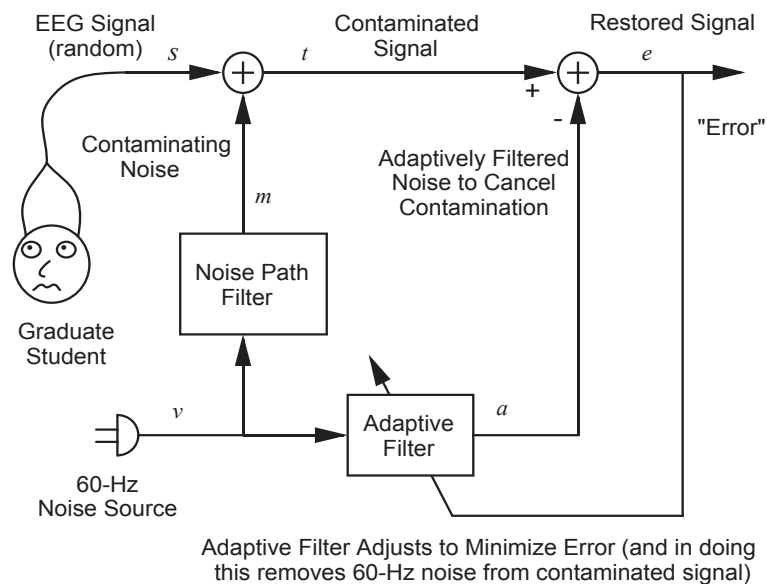 EEG Signal
(random)
s
t
Contaminated
Signal
Restored Signal
e
+
+
+
-
"Error"
Contaminating
Noise
m
Adaptively Filtered
Noise to Cancel
Contamination
Noise Path
Filter
Graduate
Student
v
Adaptive
Filter
a
60-Hz
Noise Source
Adaptive Filter Adjusts to Minimize Error (and in doing
this removes 60-Hz noise from contaminated signal)